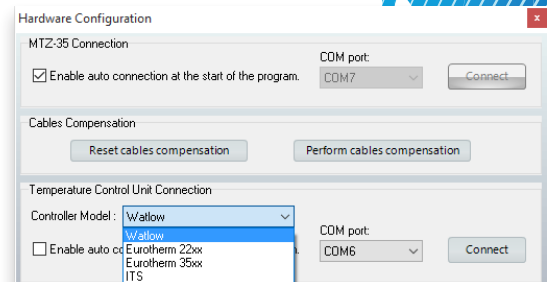 Hardware Configuration
x
MTZ-35 Connection
COM port:
Enable auto connection at the start of the program.
COM7
Connect
Cables Compensation
Reset cables compensation
Perform cables compensation
Temperature Control Unit Connection
Controller Model :
Watlow
COM port:
Enable auto
COM6
Connect
Watlow
Eurotherm 22xx
Eurotherm 35xx
ITS